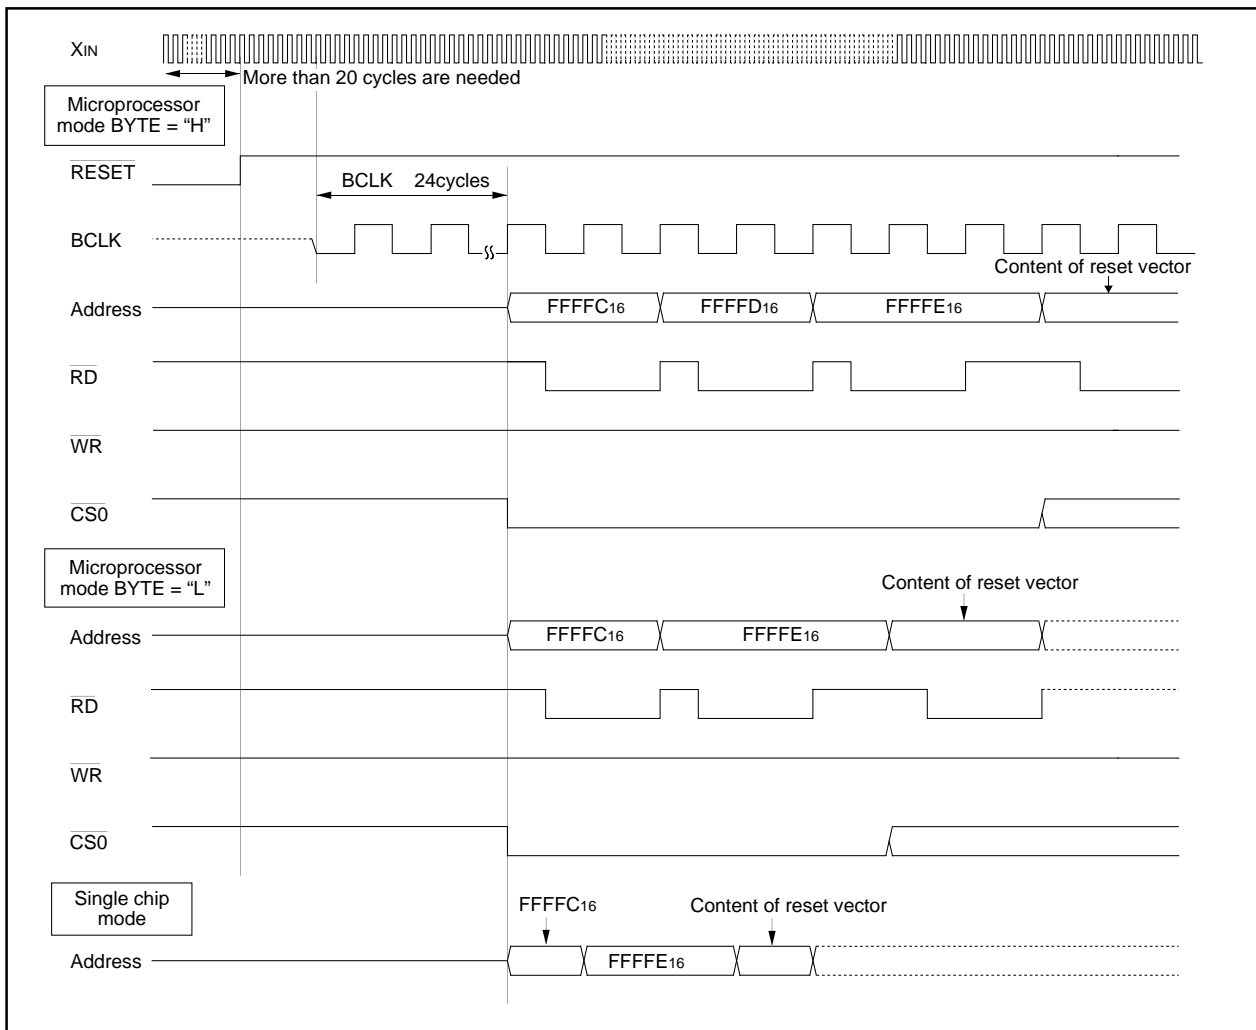 XIN
More than 20 cycles are needed
Microprocessor
mode BYTE = “H”
RESET
BCLK 24cycles
BCLK
Content of reset vector
Address
FFFFC16
FFFFD16
FFFFE16
RD
WR
CS0
Microprocessor
mode BYTE = “L”
Content of reset vector
Address
FFFFC16
FFFFE16
RD
WR
CS0
Single chip
mode
FFFFC16
Content of reset vector
Address
FFFFE16